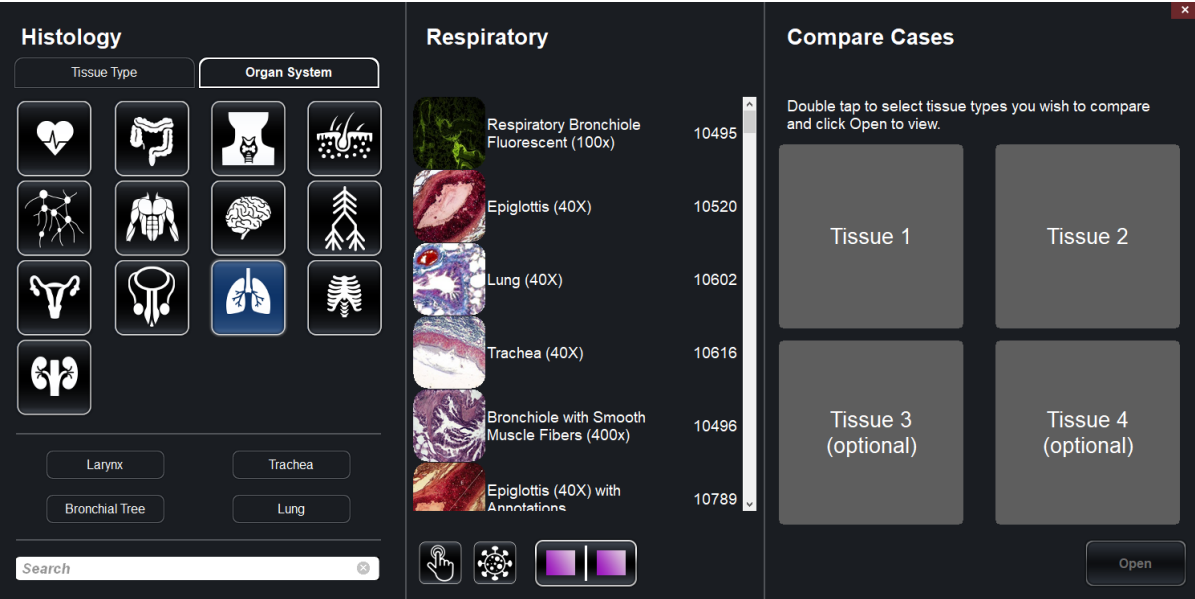 Histology
Tissue Type
Organ System
Larynx
Trachea
Bronchial Tree
Lung
Search
Respiratory
Respiratory Bronchiole
Fluorescent (100x)
10495
Epiglottis (40X)
10520
Lung (40X)
10602
Trachea (40X)
10616
Bronchiole with Smooth
Muscle Fibers (400x)
10496
Epiglottis (40X) with
Annotations
10789
Compare Cases
Double tap to select tissue types you wish to compare
and click Open to view.
Tissue 1
Tissue 2
Tissue 3
(optional)
Tissue 4
(optional)
Open